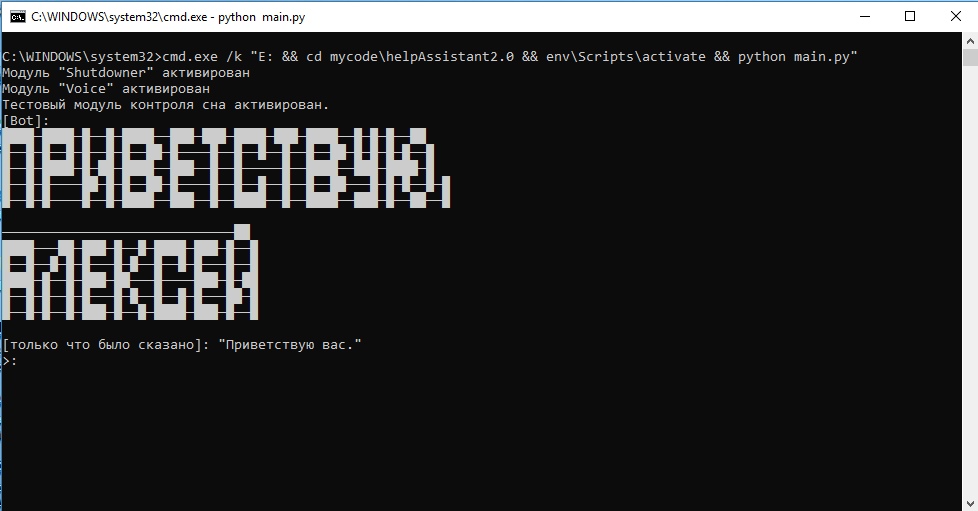 C:\WINDOWS\system32\cmd.exe - python  main.py
C:\WINDOWS\system32>cmd.exe /k "E: && cd mycode\helpAssistant2.0 && env\Scripts\activate && python main.py"
Модуль "Shutdowner" активирован
Модуль "Voice" активирован
Тестовый модуль контроля сна активирован.
[Bot]:
ПРИВЕТСТВУЮ,
АЛЕКСЕЙ
[только что было сказано]: "Приветствую вас."
>: